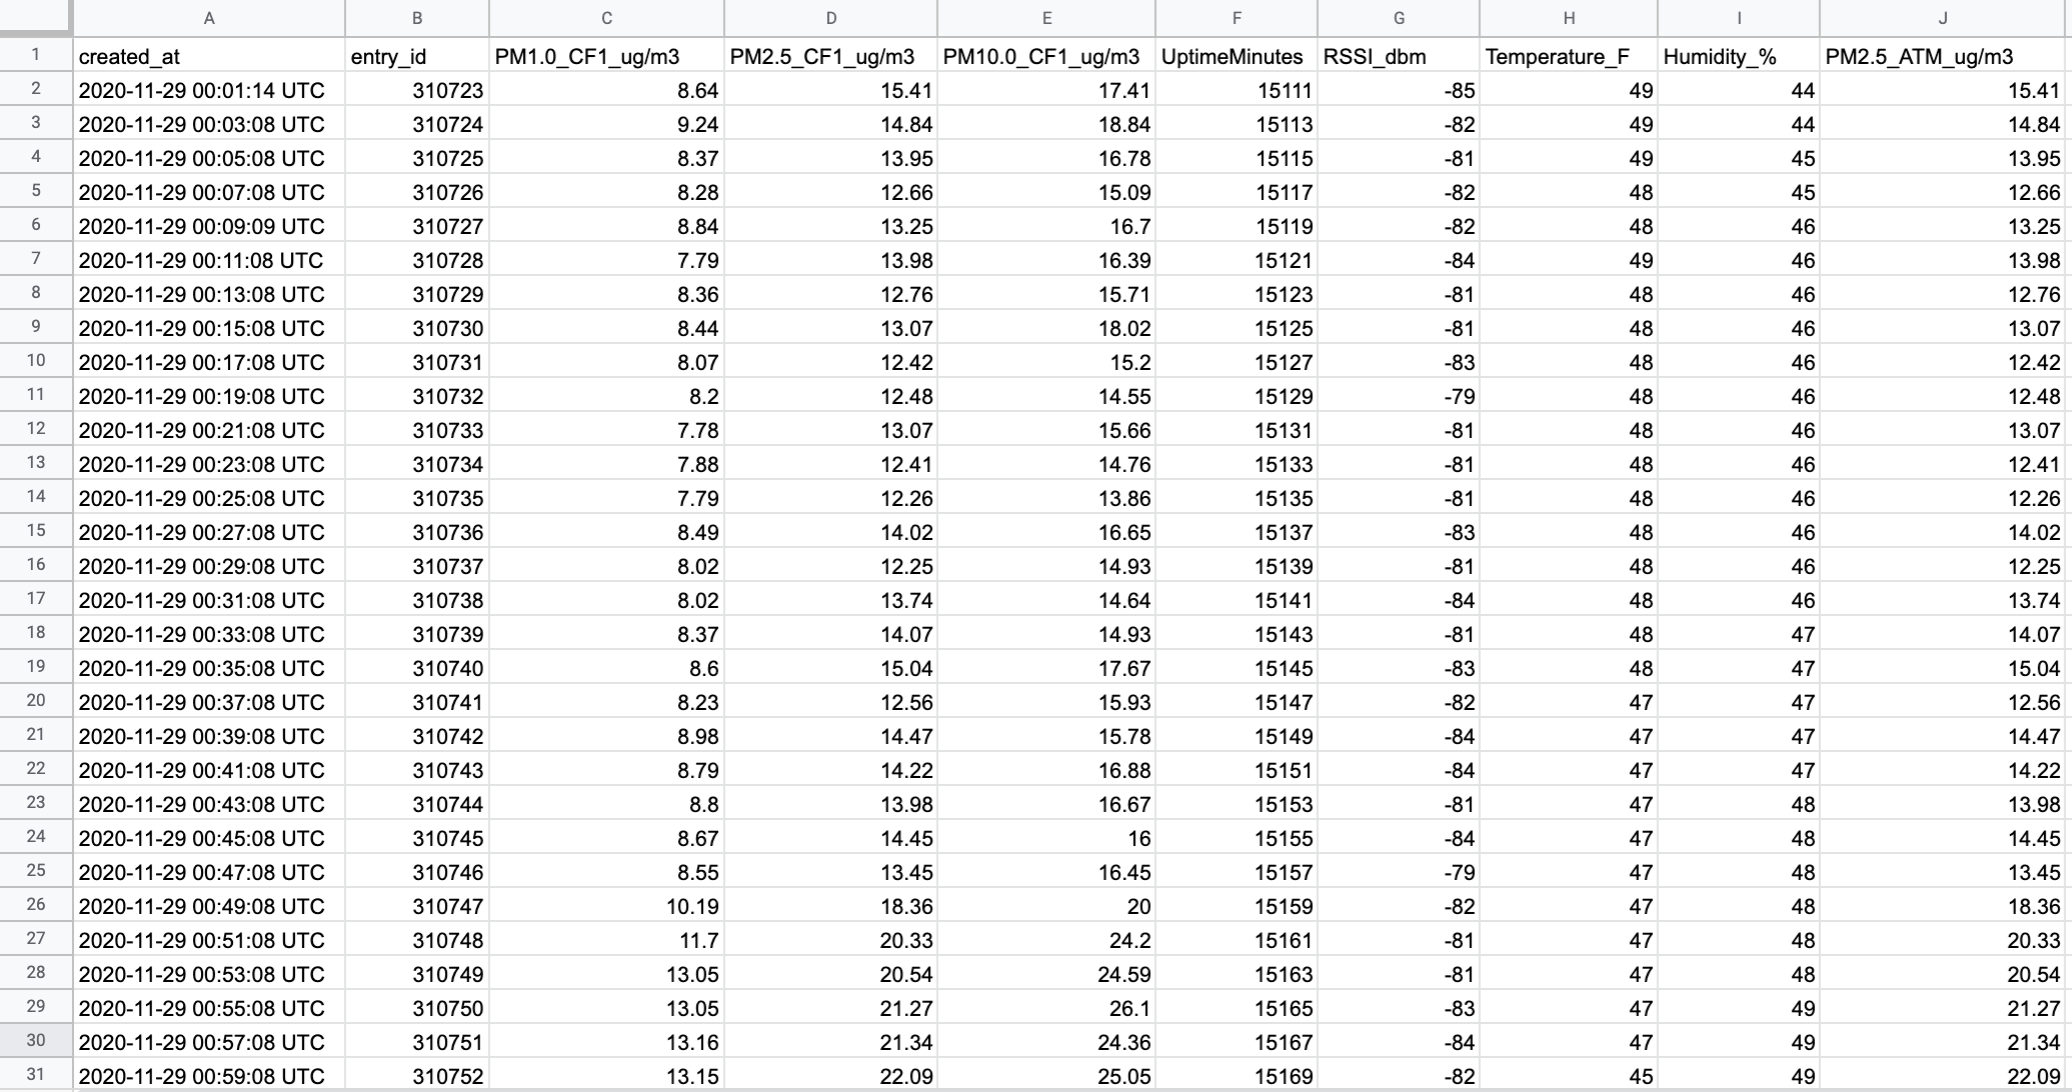 A B C D E F G H I J
1 created_at entry_id PM1.0_CF1_ug/m3 PM2.5_CF1_ug/m3 PM10.0_CF1_ug/m3 UptimeMinutes RSSI_dbm Temperature_F Humidity_% PM2.5_ATM_ug/m3
2 2020-11-29 00:01:14 UTC 310723 8.64 15.41 17.41 15111 -85 49 44 15.41
3 2020-11-29 00:03:08 UTC 310724 9.24 14.84 18.84 15113 -82 49 44 14.84
4 2020-11-29 00:05:08 UTC 310725 8.37 13.95 16.78 15115 -81 49 45 13.95
5 2020-11-29 00:07:08 UTC 310726 8.28 12.66 15.09 15117 -82 48 45 12.66
6 2020-11-29 00:09:09 UTC 310727 8.84 13.25 16.7 15119 -82 48 46 13.25
7 2020-11-29 00:11:08 UTC 310728 7.79 13.98 16.39 15121 -84 49 46 13.98
8 2020-11-29 00:13:08 UTC 310729 8.36 12.76 15.71 15123 -81 48 46 12.76
9 2020-11-29 00:15:08 UTC 310730 8.44 13.07 18.02 15125 -81 48 46 13.07
10 2020-11-29 00:17:08 UTC 310731 8.07 12.42 15.2 15127 -83 48 46 12.42
11 2020-11-29 00:19:08 UTC 310732 8.2 12.48 14.55 15129 -79 48 46 12.48
12 2020-11-29 00:21:08 UTC 310733 7.78 13.07 15.66 15131 -81 48 46 13.07
13 2020-11-29 00:23:08 UTC 310734 7.88 12.41 14.76 15133 -81 48 46 12.41
14 2020-11-29 00:25:08 UTC 310735 7.79 12.26 13.86 15135 -81 48 46 12.26
15 2020-11-29 00:27:08 UTC 310736 8.49 14.02 16.65 15137 -83 48 46 14.02
16 2020-11-29 00:29:08 UTC 310737 8.02 12.25 14.93 15139 -81 48 46 12.25
17 2020-11-29 00:31:08 UTC 310738 8.02 13.74 14.64 15141 -84 48 46 13.74
18 2020-11-29 00:33:08 UTC 310739 8.37 14.07 14.93 15143 -81 48 47 14.07
19 2020-11-29 00:35:08 UTC 310740 8.6 15.04 17.67 15145 -83 48 47 15.04
20 2020-11-29 00:37:08 UTC 310741 8.23 12.56 15.93 15147 -82 47 47 12.56
21 2020-11-29 00:39:08 UTC 310742 8.98 14.47 15.78 15149 -84 47 47 14.47
22 2020-11-29 00:41:08 UTC 310743 8.79 14.22 16.88 15151 -84 47 47 14.22
23 2020-11-29 00:43:08 UTC 310744 8.8 13.98 16.67 15153 -81 47 48 13.98
24 2020-11-29 00:45:08 UTC 310745 8.67 14.45 16 15155 -84 47 48 14.45
25 2020-11-29 00:47:08 UTC 310746 8.55 13.45 16.45 15157 -79 47 48 13.45
26 2020-11-29 00:49:08 UTC 310747 10.19 18.36 20 15159 -82 47 48 18.36
27 2020-11-29 00:51:08 UTC 310748 11.7 20.33 24.2 15161 -81 47 48 20.33
28 2020-11-29 00:53:08 UTC 310749 13.05 20.54 24.59 15163 -81 47 48 20.54
29 2020-11-29 00:55:08 UTC 310750 13.05 21.27 26.1 15165 -83 47 49 21.27
30 2020-11-29 00:57:08 UTC 310751 13.16 21.34 24.36 15167 -84 47 49 21.34
31 2020-11-29 00:59:08 UTC 310752 13.15 22.09 25.05 15169 -82 45 49 22.09